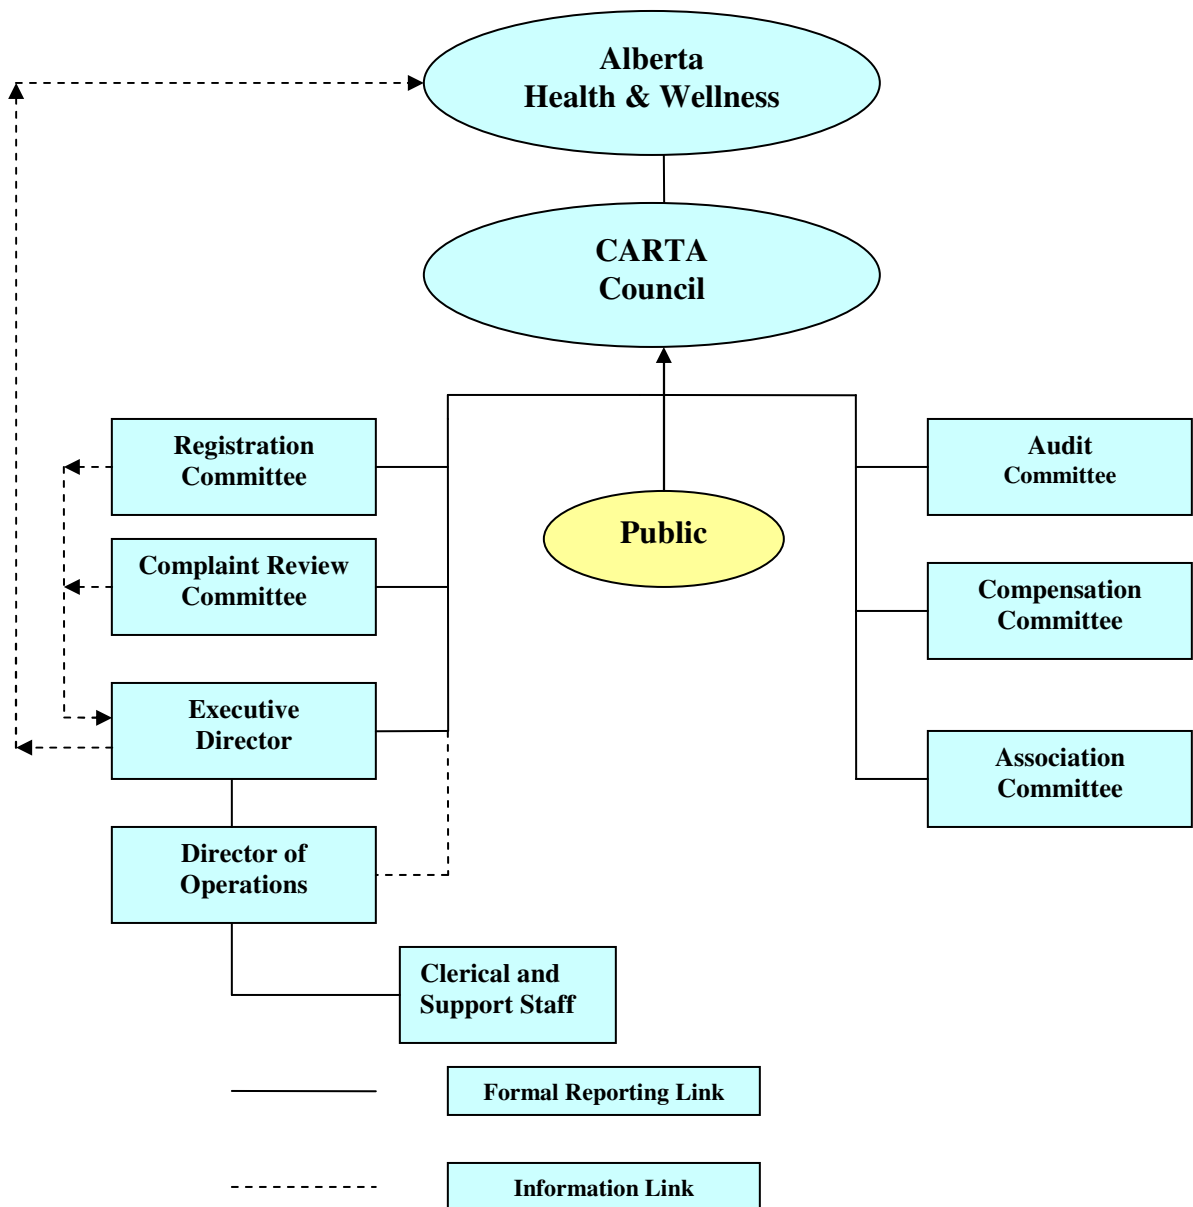 Alberta
Health & Wellness
CARTA
Council
Registration
Committee
Audit
Committee
Public
Complaint Review
Committee
Compensation
Committee
Executive
Director
Association
Committee
Director of
Operations
Clerical and
Support Staff
Formal Reporting Link
Information Link